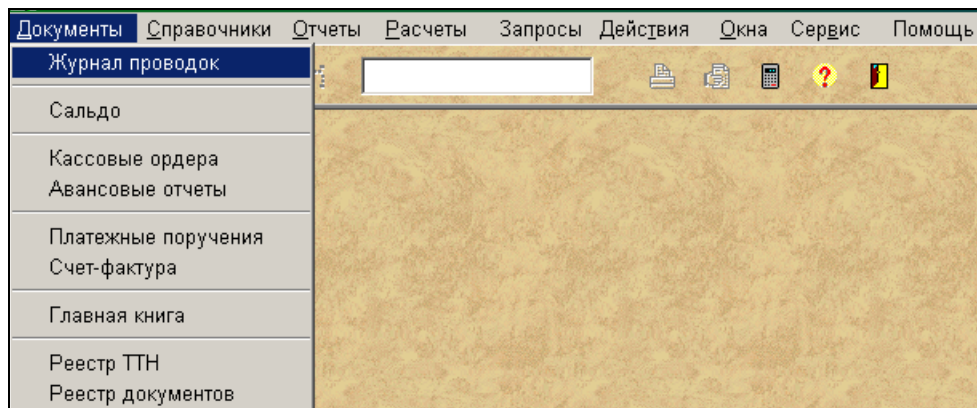 Документы Справочники Отчеты Расчеты Запросы Действия Окна Сервис Помощь
Журнал проводок
?
Сальдо
Кассовые ордера
Авансовые отчеты
Платежные поручения
Счет-фактура
Главная книга
Реестр ТТН
Реестр документов